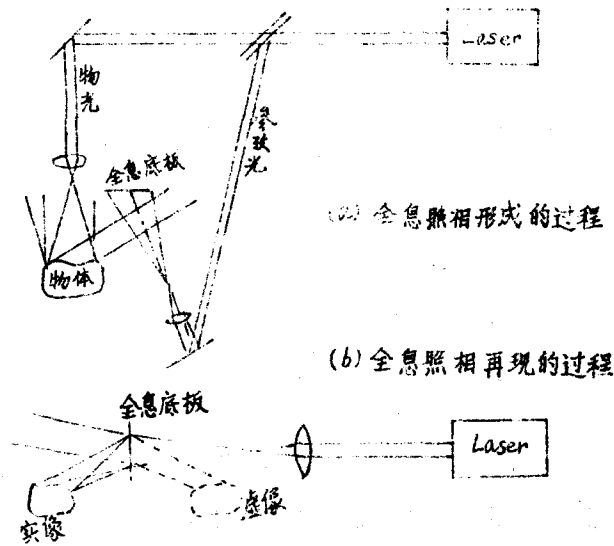 Laser
物光
参考光
全息底板
物体
(a) 全息照相形成的过程
(b) 全息照相再现的过程
全息底板
Laser
实像
虚像